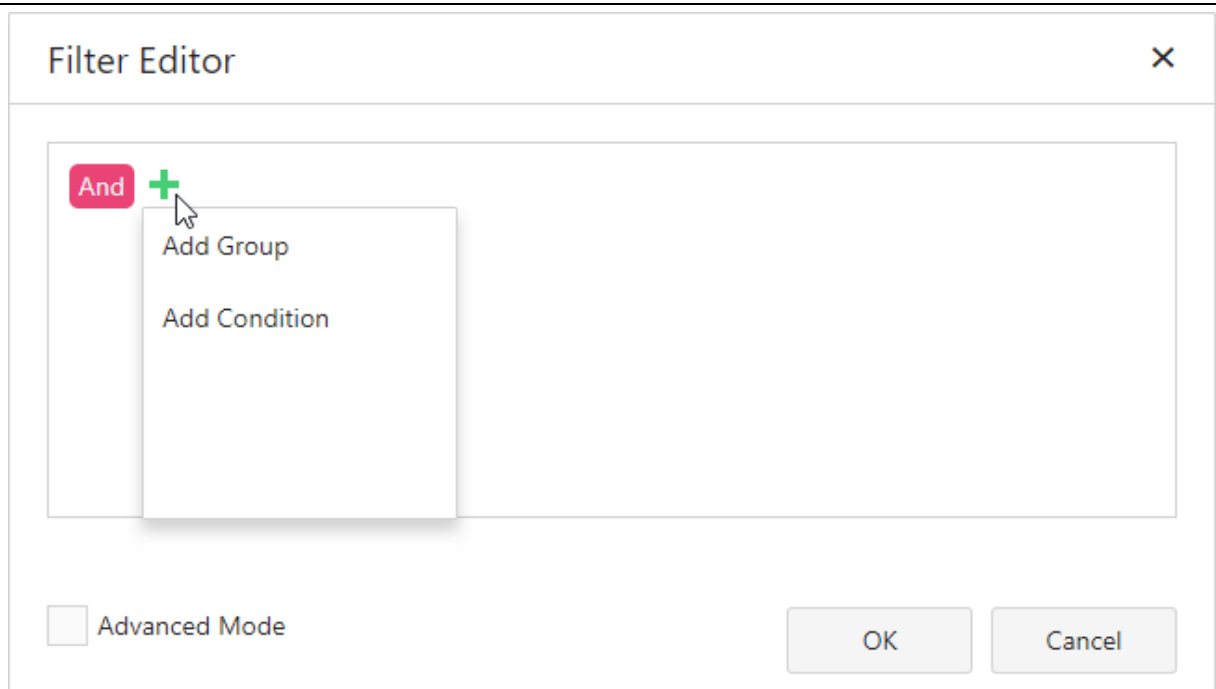 Filter Editor
And
Add Group
Add Condition
Advanced Mode
OK
Cancel